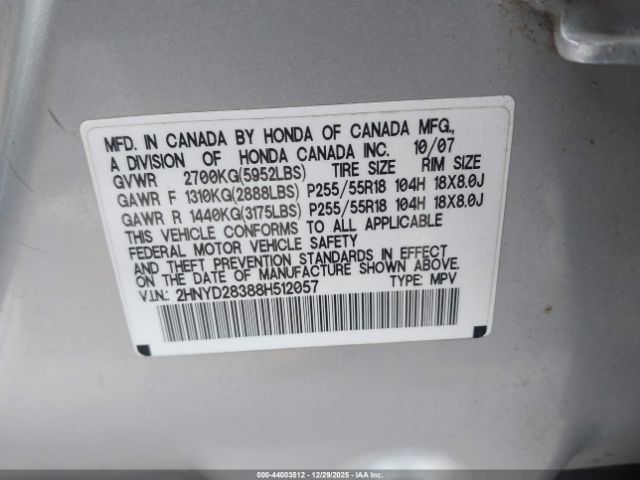 MFD. IN CANADA BY HONDA OF CANADA MFG.,
A DIVISION OF HONDA CANADA INC. 10/07
GVWR 2700KG(5952LBS) TIRE SIZE RIM SIZE
GAWR F 1310KG(2888LBS) P255/55R18 104H 18X8.0J
GAWR R 1440KG(3175LBS) P255/55R18 104H 18X8.0J
THIS VEHICLE CONFORMS TO ALL APPLICABLE
FEDERAL MOTOR VEHICLE SAFETY
AND THEFT PREVENTION STANDARDS IN EFFECT
ON THE DATE OF MANUFACTURE SHOWN ABOVE.
V.I.N.: 2HNYD28388H512057 TYPE: MPV
000-44003512 - 12/29/2025 - IAA Inc.